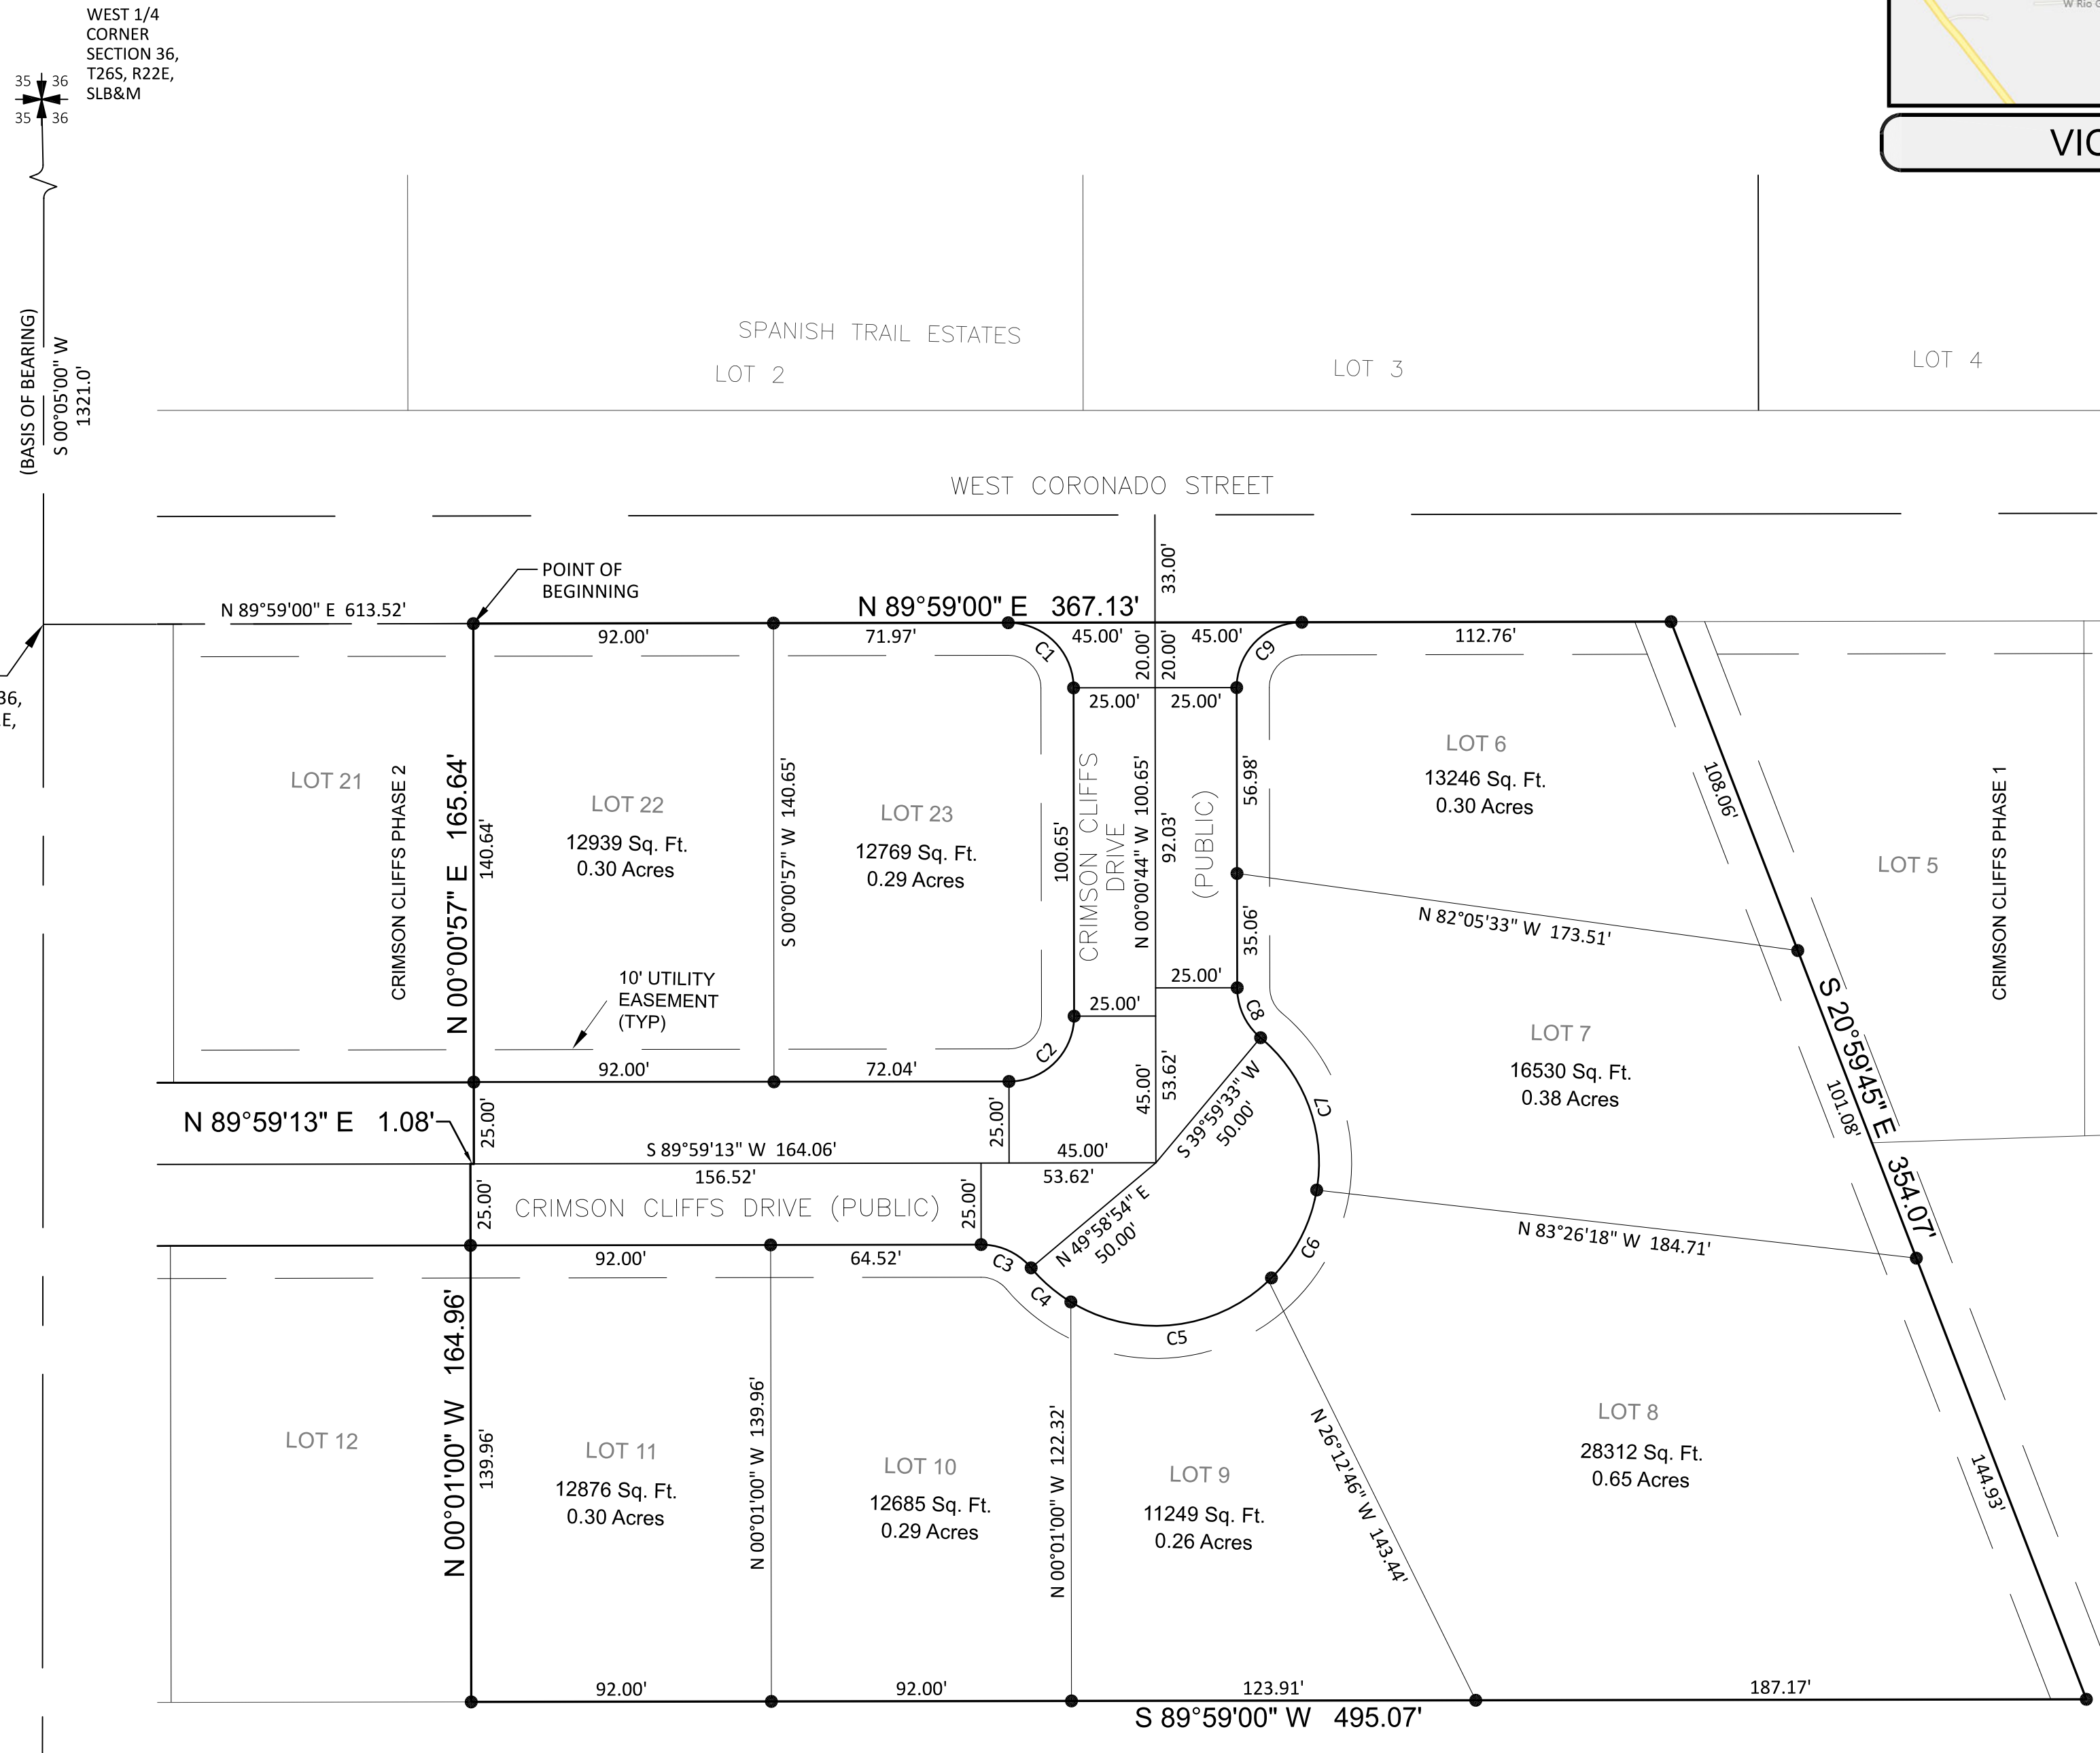 WEST 1/4
CORNER
SECTION 36,
T26S, R22E,
SLB&M
35 36
35 36
W Rio
VIC
(BASIS OF BEARING)
S 00°05'00" W
1321.0'
SPANISH TRAIL ESTATES
LOT 2
LOT 3
LOT 4
WEST CORONADO STREET
33.00'
POINT OF
BEGINNING
N 89°59'00" E 613.52'
N 89°59'00" E 367.13'
92.00'
71.97'
45.00'
45.00'
112.76'
C1
20.00'
20.00'
C9
25.00'
25.00'
36,
E,
LOT 21
CRIMSON CLIFFS PHASE 2
N 00°00'57" E 165.64'
140.64'
LOT 22
12939 Sq. Ft.
0.30 Acres
S 00°00'57" W 140.65'
LOT 23
12769 Sq. Ft.
0.29 Acres
100.65'
CRIMSON CLIFFS
DRIVE
N 00°00'44" W 100.65'
92.03'
(PUBLIC)
56.98'
35.06'
LOT 6
13246 Sq. Ft.
0.30 Acres
108.06'
LOT 5
CRIMSON CLIFFS PHASE 1
N 82°05'33" W 173.51'
10' UTILITY
EASEMENT
(TYP)
25.00'
25.00'
C8
C2
92.00'
72.04'
LOT 7
16530 Sq. Ft.
0.38 Acres
S 20°59'45" E 354.07'
101.08'
N 89°59'13" E 1.08'
25.00'
25.00'
45.00'
53.62'
S 39°59'33" W
50.00'
C7
S 89°59'13" W 164.06'
45.00'
156.52'
53.62'
25.00'
CRIMSON CLIFFS DRIVE (PUBLIC)
25.00'
N 49°58'54" E
50.00'
N 83°26'18" W 184.71'
92.00'
64.52'
C3
C4
C5
C6
N 00°01'00" W 164.96'
139.96'
LOT 12
LOT 11
12876 Sq. Ft.
0.30 Acres
N 00°01'00" W 139.96'
LOT 10
12685 Sq. Ft.
0.29 Acres
N 00°01'00" W 122.32'
LOT 9
11249 Sq. Ft.
0.26 Acres
N 26°12'46" W 143.44'
LOT 8
28312 Sq. Ft.
0.65 Acres
144.93'
92.00'
92.00'
123.91'
187.17'
S 89°59'00" W 495.07'